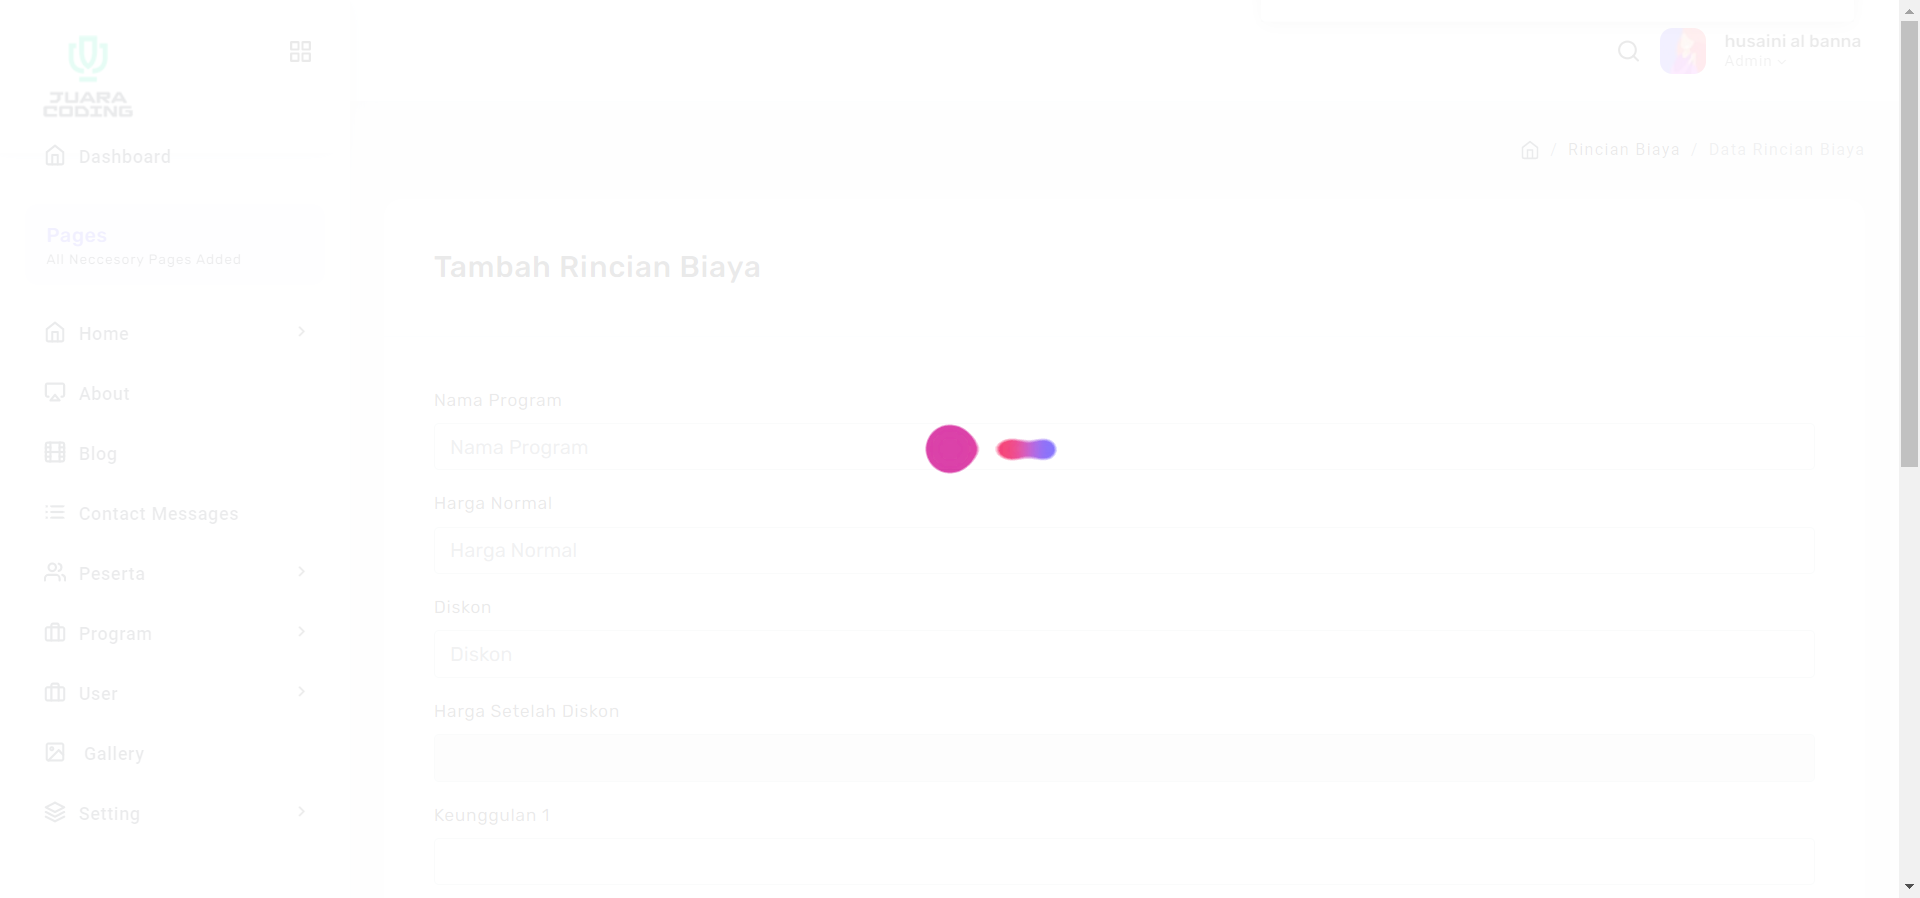 JUARA
CODING
husaini al banna
Admin
Dashboard
/ Rincian Biaya / Data Rincian Biaya
Pages
All Neccesory Pages Added
Tambah Rincian Biaya
Home
About
Blog
Contact Messages
Peserta
Program
User
Gallery
Setting
Nama Program
Nama Program
Harga Normal
Harga Normal
Diskon
Diskon
Harga Setelah Diskon
Keunggulan 1